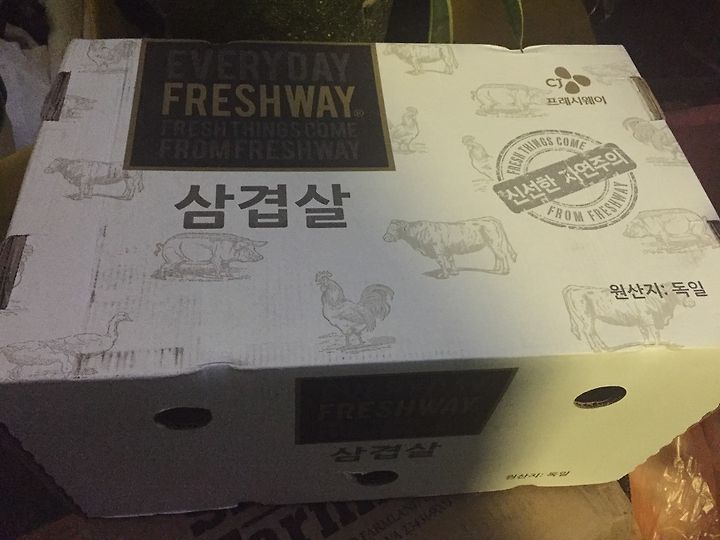 EVERYDAY
FRESHWAY®
FRESH THINGS COME
FROM FRESHWAY
CJ
프레시웨이
FRESH THINGS COME
신선한 자연주의
FROM FRESHWAY
삼겹살
원산지: 독일
FRESHWAY
삼겹살
원산지: 독일